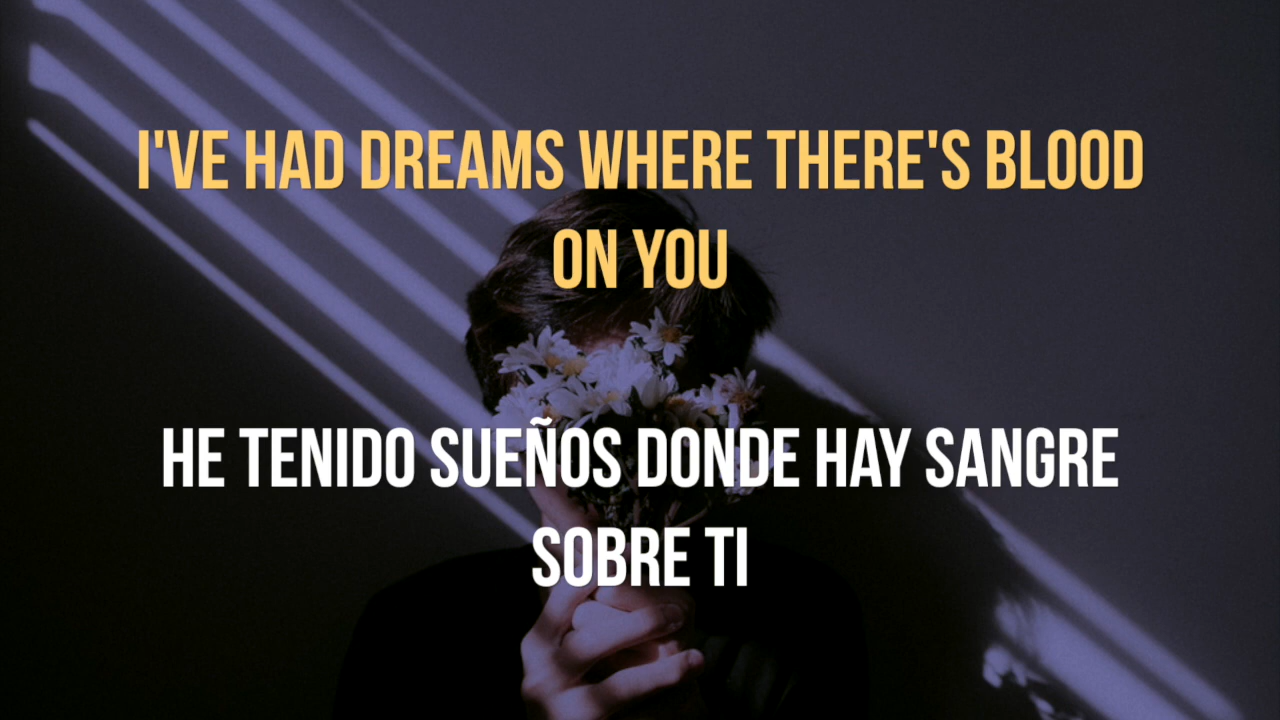 I'VE HAD DREAMS WHERE THERE'S BLOOD
ON YOU
HE TENIDO SUEÑOS DONDE HAY SANGRE
SOBRE TI